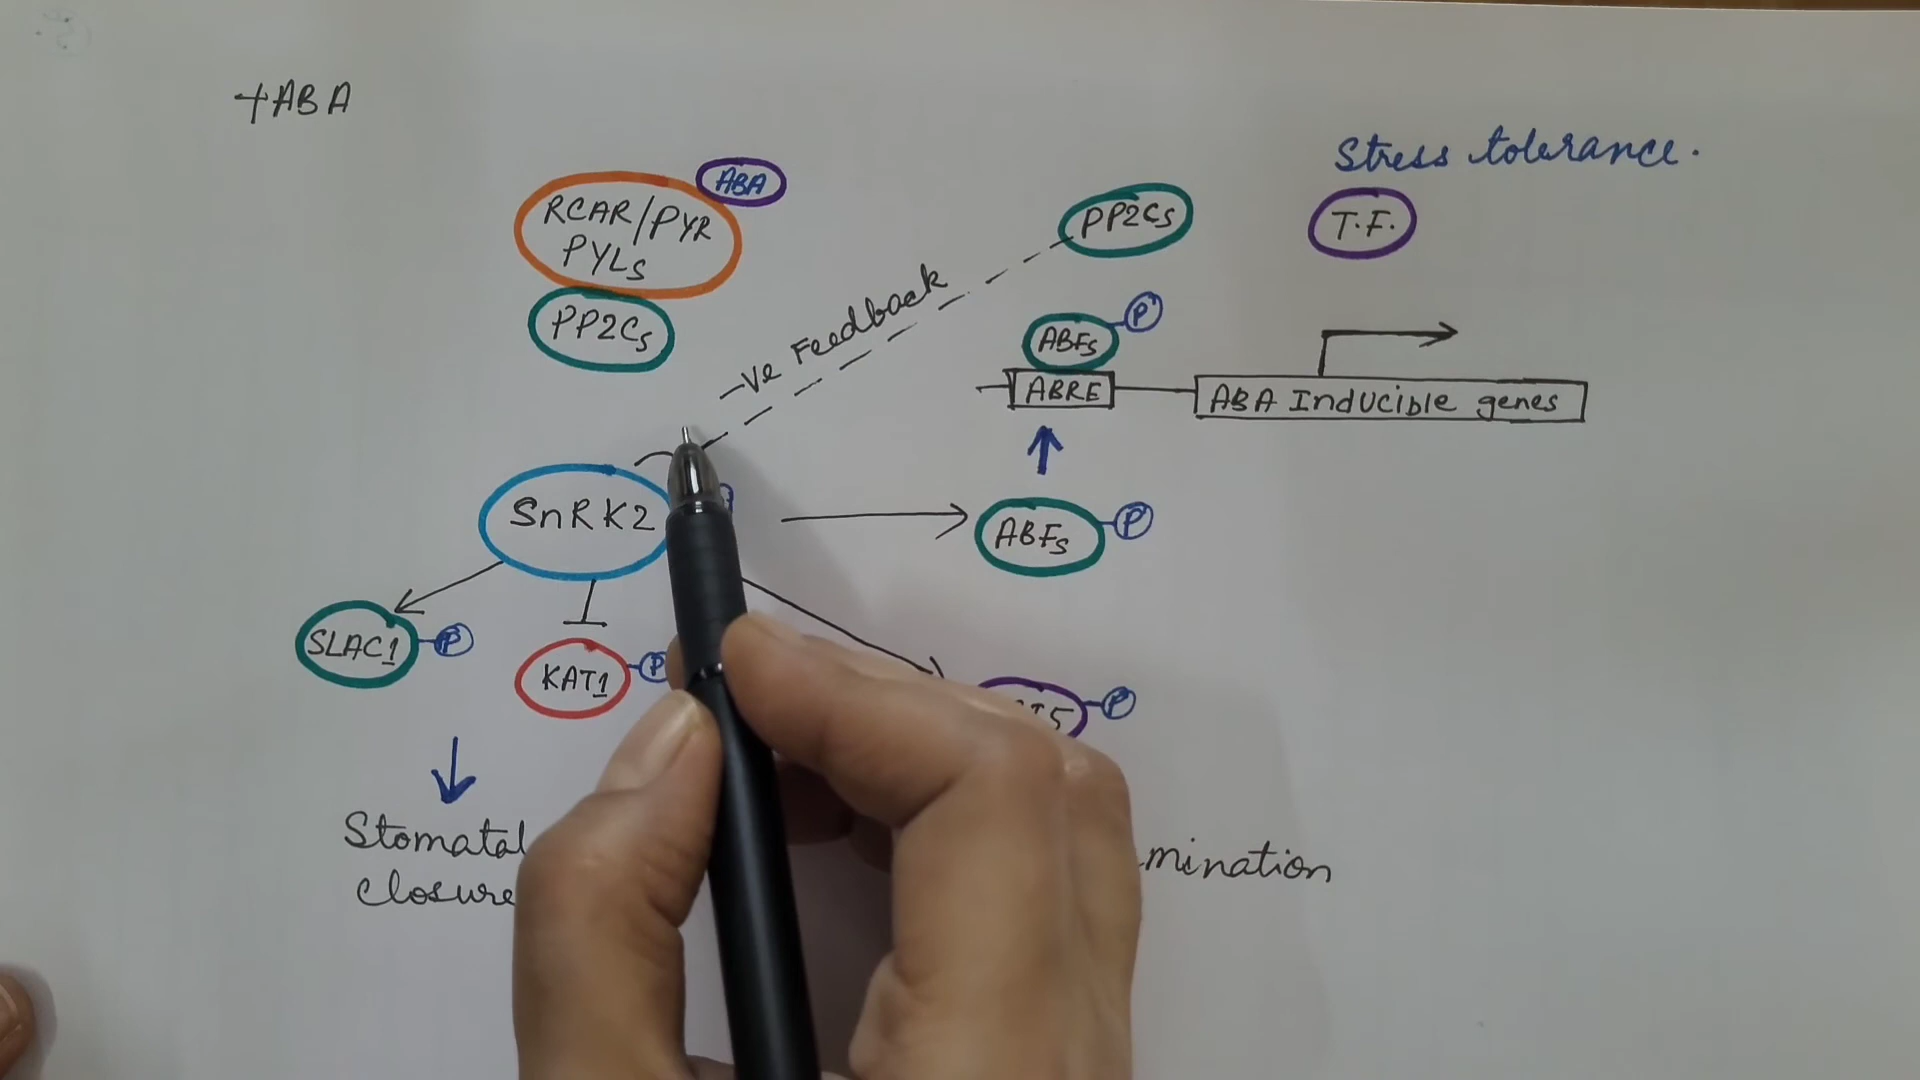 +ABA
Stress tolerance.
ABA
RCAR/PYR
PYLs
PP2Cs
T.F.
PP2Cs
-Ve Feedback
P
ABFs
ABRE
ABA Inducible genes
SnRK2
ABFs
P
SLAC1
P
KAT1
P
I5
P
Stomatal
closure
mination